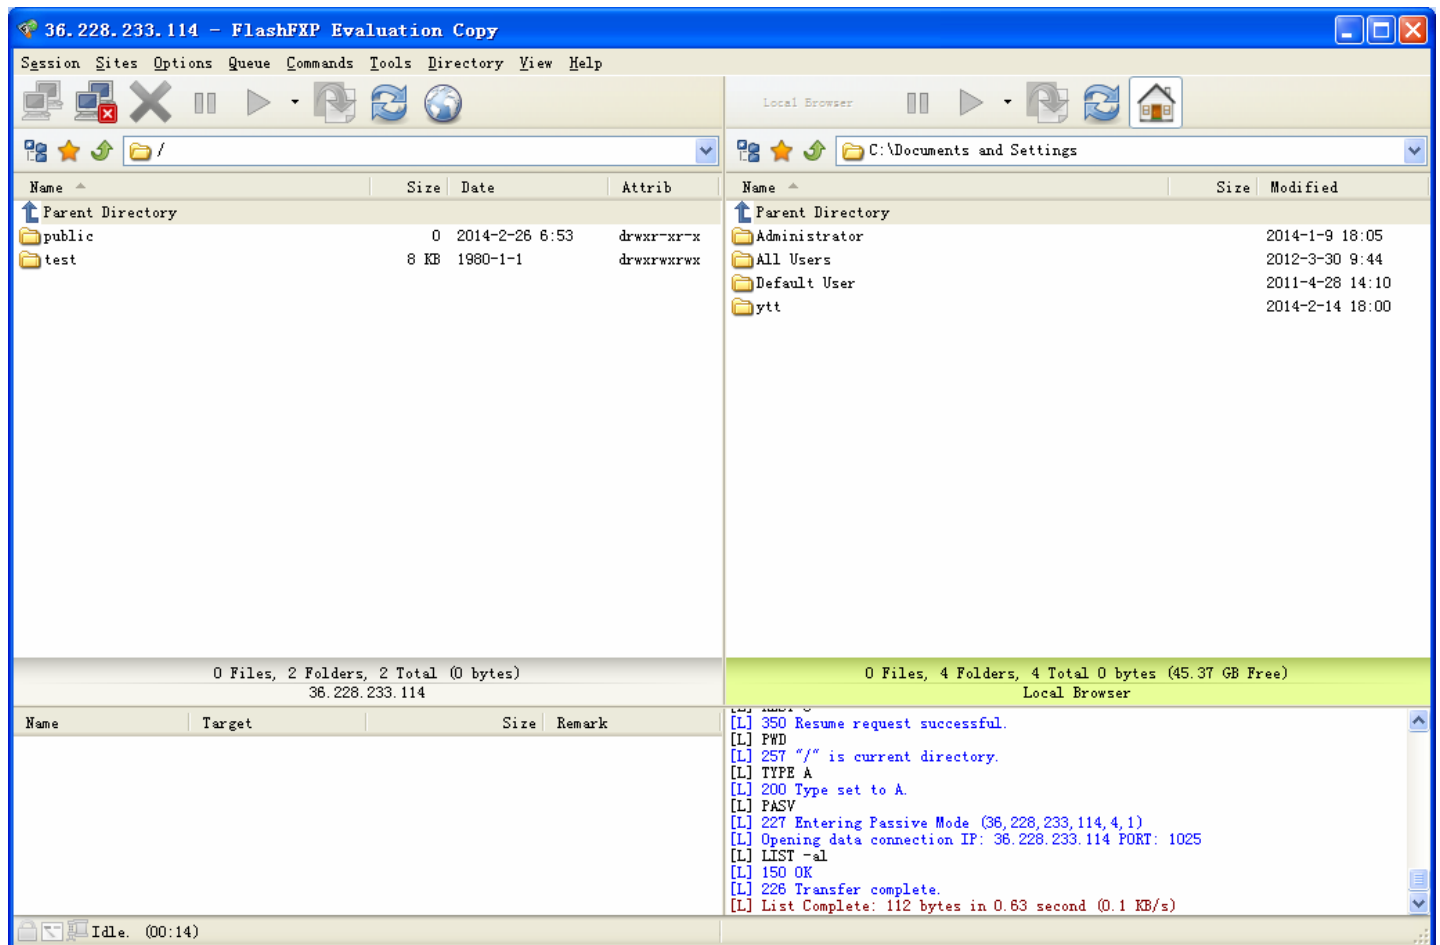 36.228.233.114 - FlashFXP Evaluation Copy
Session Sites Options Queue Commands Tools Directory View Help
Local Browser
/
C:\Documents and Settings
Name Size Date Attrib
Parent Directory
public 0 2014-2-26 6:53 drwxr-xr-x
test 8 KB 1980-1-1 drwxrwxrwx
0 Files, 2 Folders, 2 Total (0 bytes)
36.228.233.114
Name Size Modified
Parent Directory
Administrator 2014-1-9 18:05
All Users 2012-3-30 9:44
Default User 2011-4-28 14:10
ytt 2014-2-14 18:00
0 Files, 4 Folders, 4 Total 0 bytes (45.37 GB Free)
Local Browser
Name Target Size Remark
[L] 350 Resume request successful.
[L] PWD
[L] 257 "/" is current directory.
[L] TYPE A
[L] 200 Type set to A.
[L] PASV
[L] 227 Entering Passive Mode (36,228,233,114,4,1)
[L] Opening data connection IP: 36.228.233.114 PORT: 1025
[L] LIST -al
[L] 150 OK
[L] 226 Transfer complete.
[L] List Complete: 112 bytes in 0.63 second (0.1 KB/s)
Idle. (00:14)